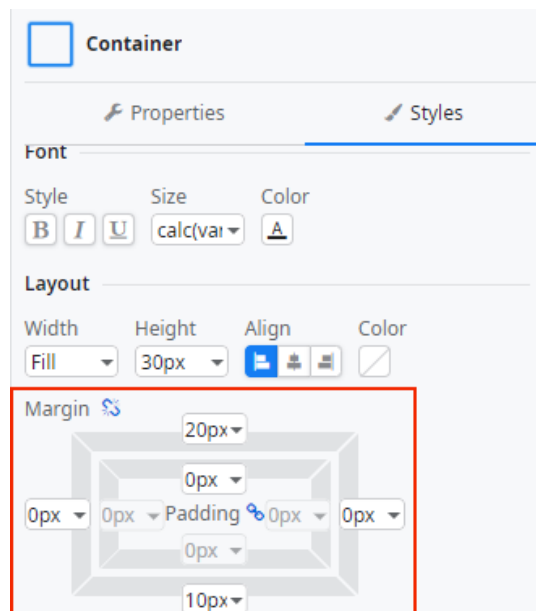 Container
Properties Styles
Font
Style Size Color
B I U calc(var A
Layout
Width Height Align Color
Fill 30px
Margin
20px
0px
0px 0px Padding 0px 0px
0px
10px